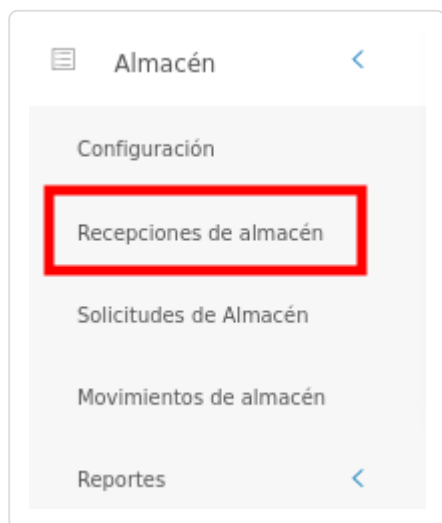 Almacén
Configuración
Recepciones de almacén
Solicitudes de Almacén
Movimientos de almacén
Reportes